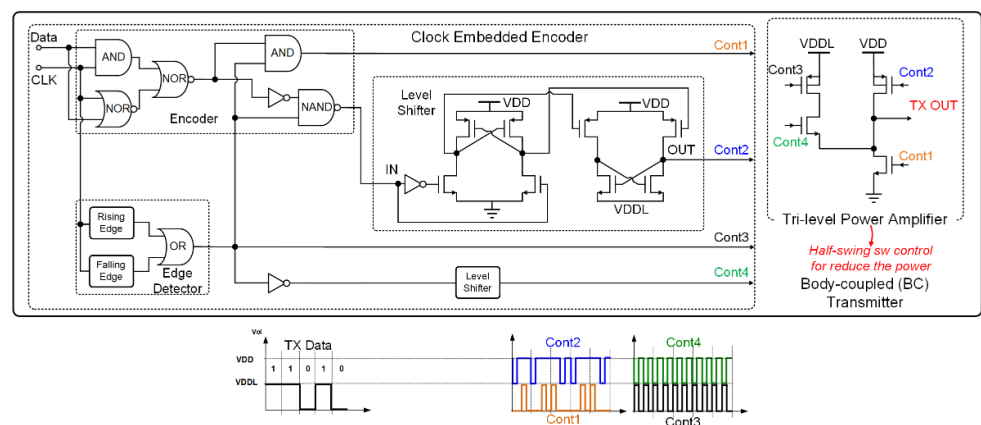 Data
CLK
AND
NOR
NOR
Encoder
AND
NAND
Clock Embedded Encoder
Cont1
Level
Shifter
VDD
VDD
IN
OUT
VDDL
Cont2
Rising
Edge
Falling
Edge
OR
Edge
Detector
Cont3
Level
Shifter
Cont4
VDDL
VDD
Cont3
Cont2
TX OUT
Cont4
Cont1
Tri-level Power Amplifier
Half-swing sw control
for reduce the power
Body-coupled (BC)
Transmitter
Vol
TX Data
VDD
1 1 0 1 0
VDDL
Cont2
Cont1
Cont4
Cont3